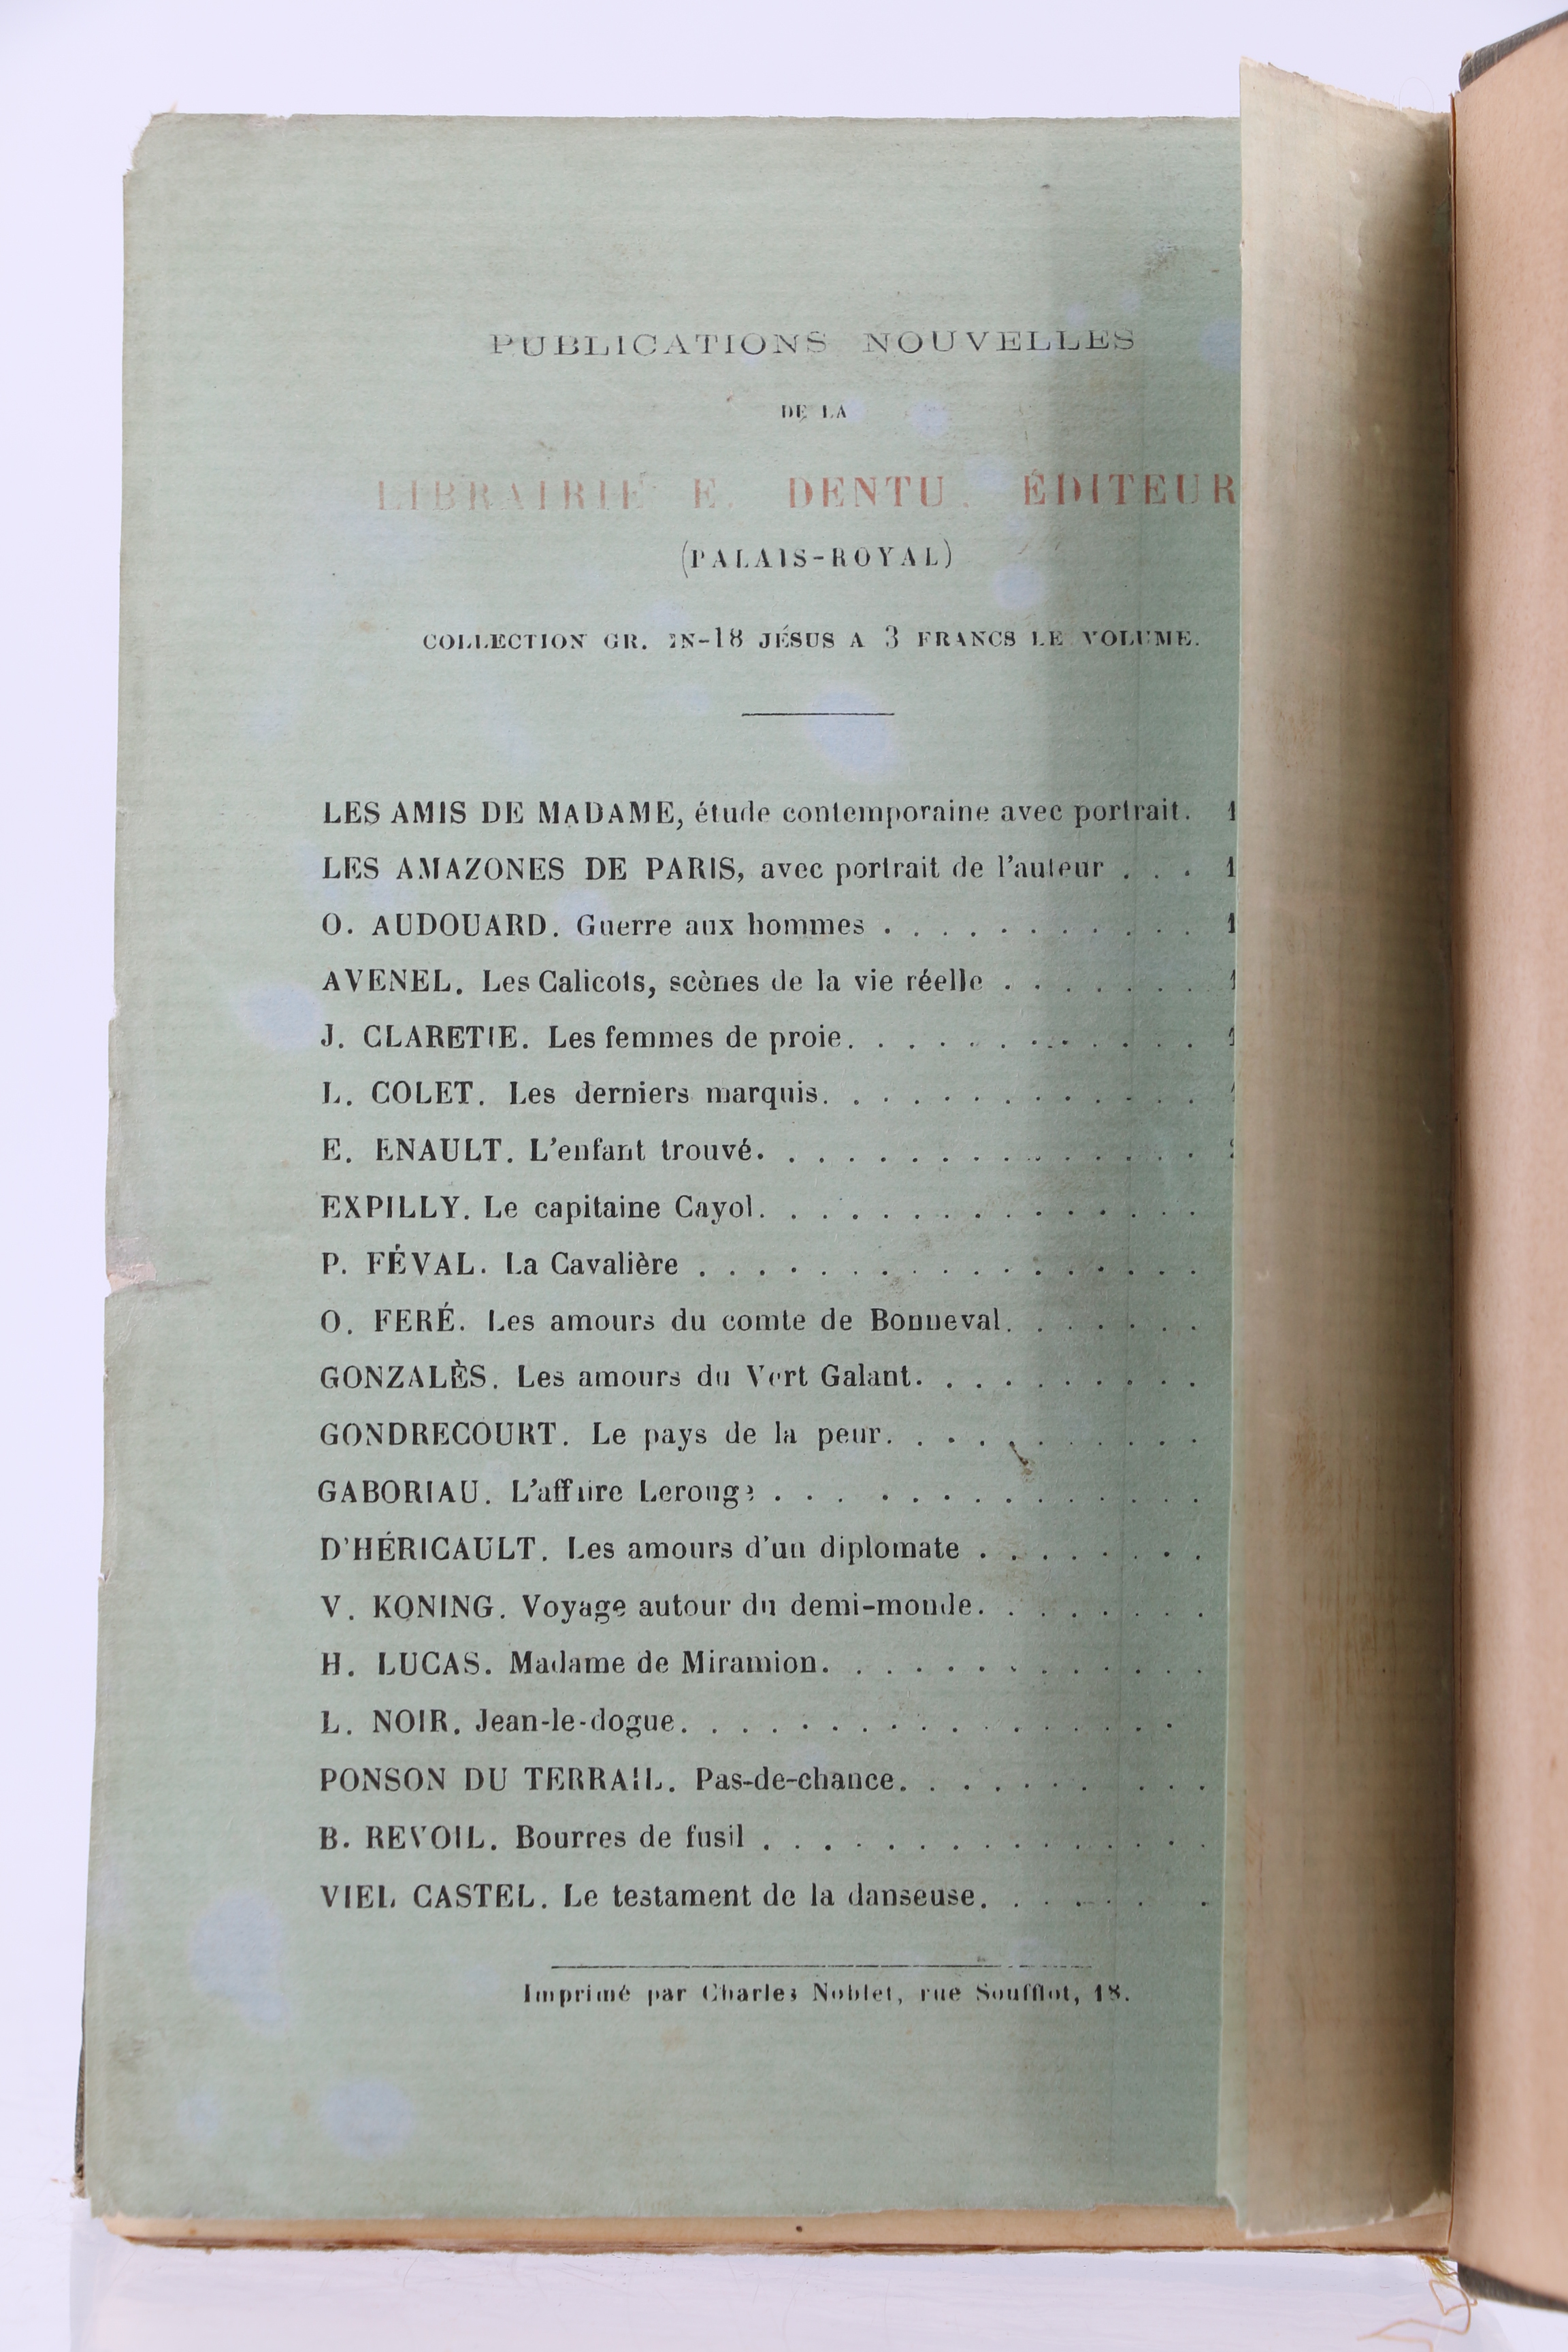 PUBLICATIONS NOUVELLES
DE LA
LIBRAIRIE E. DENTU. ÉDITEUR
(PALAIS-ROYAL)
COLLECTION GR. IN-18 JÉSUS A 3 FRANCS LE VOLUME.
LES AMIS DE MADAME, étude contemporaine avec portrait. 1
LES AMAZONES DE PARIS, avec portrait de l'auteur . . . 1
O. AUDOUARD. Guerre aux hommes . . . . . . . . . . . 1
AVENEL. Les Calicots, scènes de la vie réelle . . . . . . . 1
J. CLARETIE. Les femmes de proie. . . . . . . . . . . . 1
L. COLET. Les derniers marquis. . . . . . . . . . . . .
E. ENAULT. L'enfant trouvé. . . . . . . . . . . . . . .
EXPILLY. Le capitaine Cayol. . . . . . . . . . . . . . .
P. FÉVAL. La Cavalière . . . . . . . . . . . . . . . . .
O. FERÉ. Les amours du comte de Bonneval. . . . . . .
GONZALÈS. Les amours du Vert Galant. . . . . . . . . .
GONDRECOURT. Le pays de la peur. . . . . . . . . . .
GABORIAU. L'affaire Lerouge . . . . . . . . . . . . . .
D'HÉRICAULT. Les amours d'un diplomate . . . . . . . .
V. KONING. Voyage autour du demi-monde. . . . . . . .
H. LUCAS. Madame de Miramion. . . . . . . . . . . . .
L. NOIR. Jean-le-dogue. . . . . . . . . . . . . . . . .
PONSON DU TERRAIL. Pas-de-chance. . . . . . . . . .
B. REVOIL. Bourres de fusil . . . . . . . . . . . . . . .
VIEL CASTEL. Le testament de la danseuse. . . . . . .
Imprimé par Charles Noblet, rue Soufflot, 18.